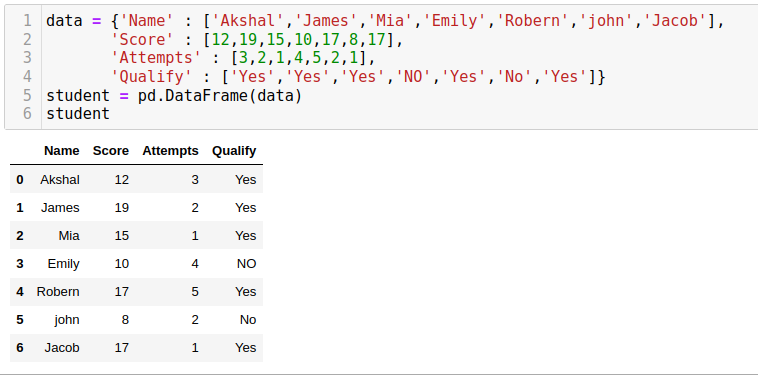 1 data = {'Name' : ['Akshal','James','Mia','Emily','Robern','john','Jacob'],
2 'Score' : [12,19,15,10,17,8,17],
3 'Attempts' : [3,2,1,4,5,2,1],
4 'Qualify' : ['Yes','Yes','Yes','NO','Yes','No','Yes']}
5 student = pd.DataFrame(data)
6 student
Name Score Attempts Qualify
0 Akshal 12 3 Yes
1 James 19 2 Yes
2 Mia 15 1 Yes
3 Emily 10 4 NO
4 Robern 17 5 Yes
5 john 8 2 No
6 Jacob 17 1 Yes